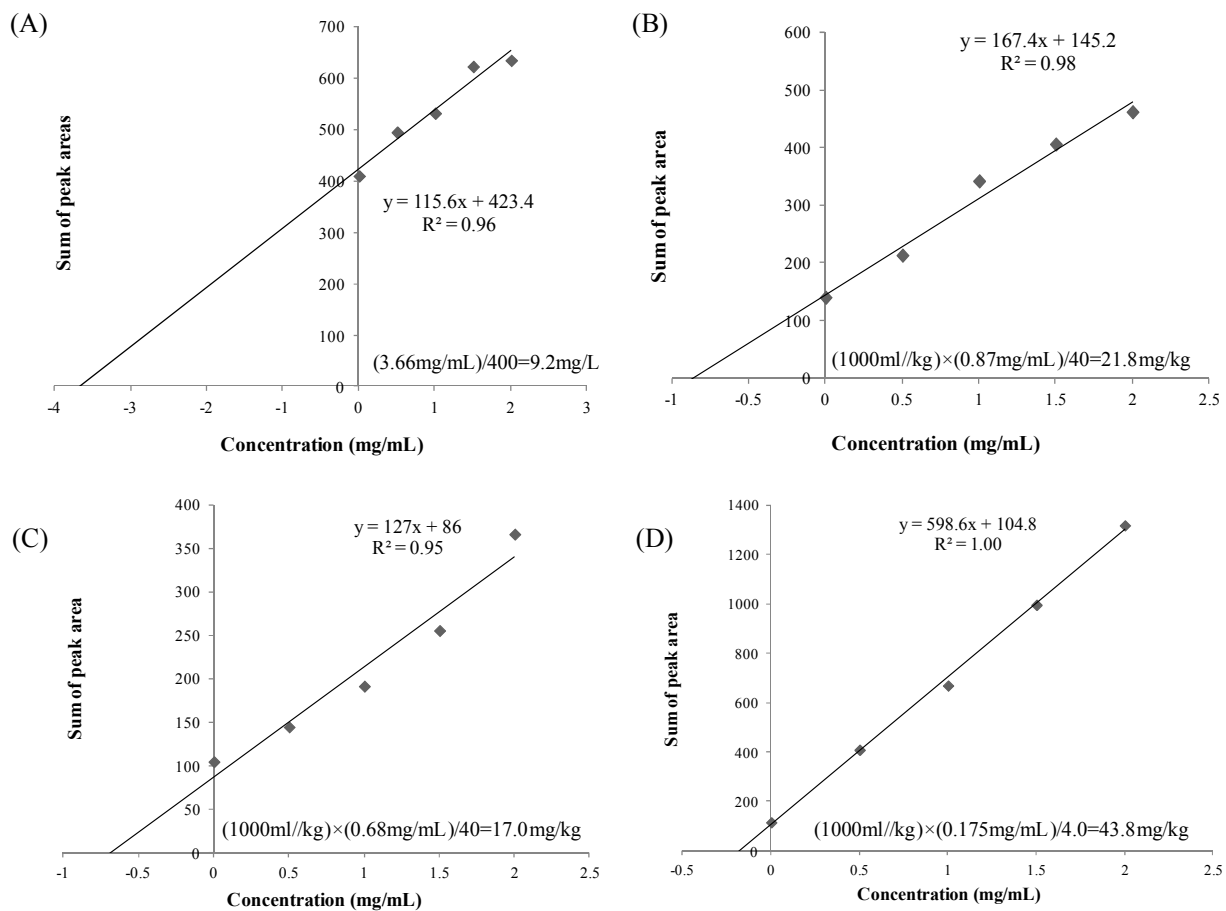 (A)
Sum of peak areas
700
600
500
400
300
200
100
0
-4 -3 -2 -1 0 1 2 3
y = 115.6x + 423.4
R² = 0.96
(3.66mg/mL)/400=9.2mg/L
Concentration (mg/mL)
(B)
Sum of peak area
600
500
400
300
200
100
0
-1 -0.5 0 0.5 1 1.5 2 2.5
y = 167.4x + 145.2
R² = 0.98
(1000ml//kg)×(0.87mg/mL)/40=21.8mg/kg
Concentration (mg/mL)
(C)
Sum of peak area
400
350
300
250
200
150
100
50
0
-1 -0.5 0 0.5 1 1.5 2 2.5
y = 127x + 86
R² = 0.95
(1000ml//kg)×(0.68mg/mL)/40=17.0mg/kg
Concentration (mg/mL)
(D)
Sum of peak area
1400
1200
1000
800
600
400
200
0
-0.5 0 0.5 1 1.5 2 2.5
y = 598.6x + 104.8
R² = 1.00
(1000ml//kg)×(0.175mg/mL)/4.0=43.8mg/kg
Concentration (mg/mL)